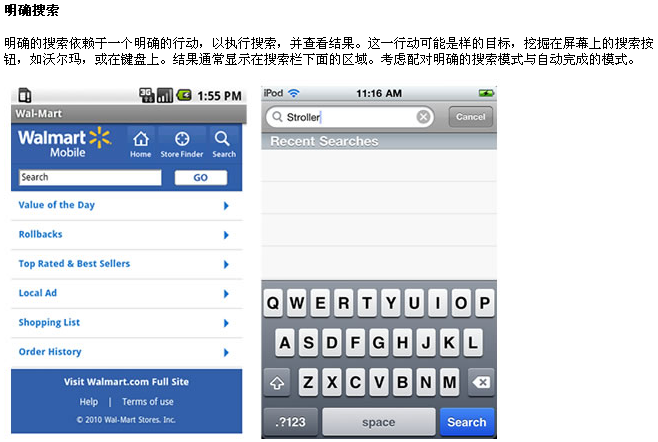 明确搜索
明确的搜索依赖于一个明确的行动，以执行搜索，并查看结果。这一行动可能是样的目标，挖掘在屏幕上的搜索按
钮，如沃尔玛，或在键盘上。结果通常显示在搜索栏下面的区域。考虑配对明确的搜索模式与自动完成的模式。
3G 1:55 PM
Wal-Mart
Walmart
Mobile
Home Store Finder Search
Search GO
Value of the Day
Rollbacks
Top Rated & Best Sellers
Local Ad
Shopping List
Order History
Visit Walmart.com Full Site
Help | Terms of use
© 2010 Wal-Mart Stores. Inc.
iPod 11:16 AM
Stroller Cancel
Recent Searches
Q W E R T Y U I O P
A S D F G H J K L
Z X C V B N M
.?123 space Search